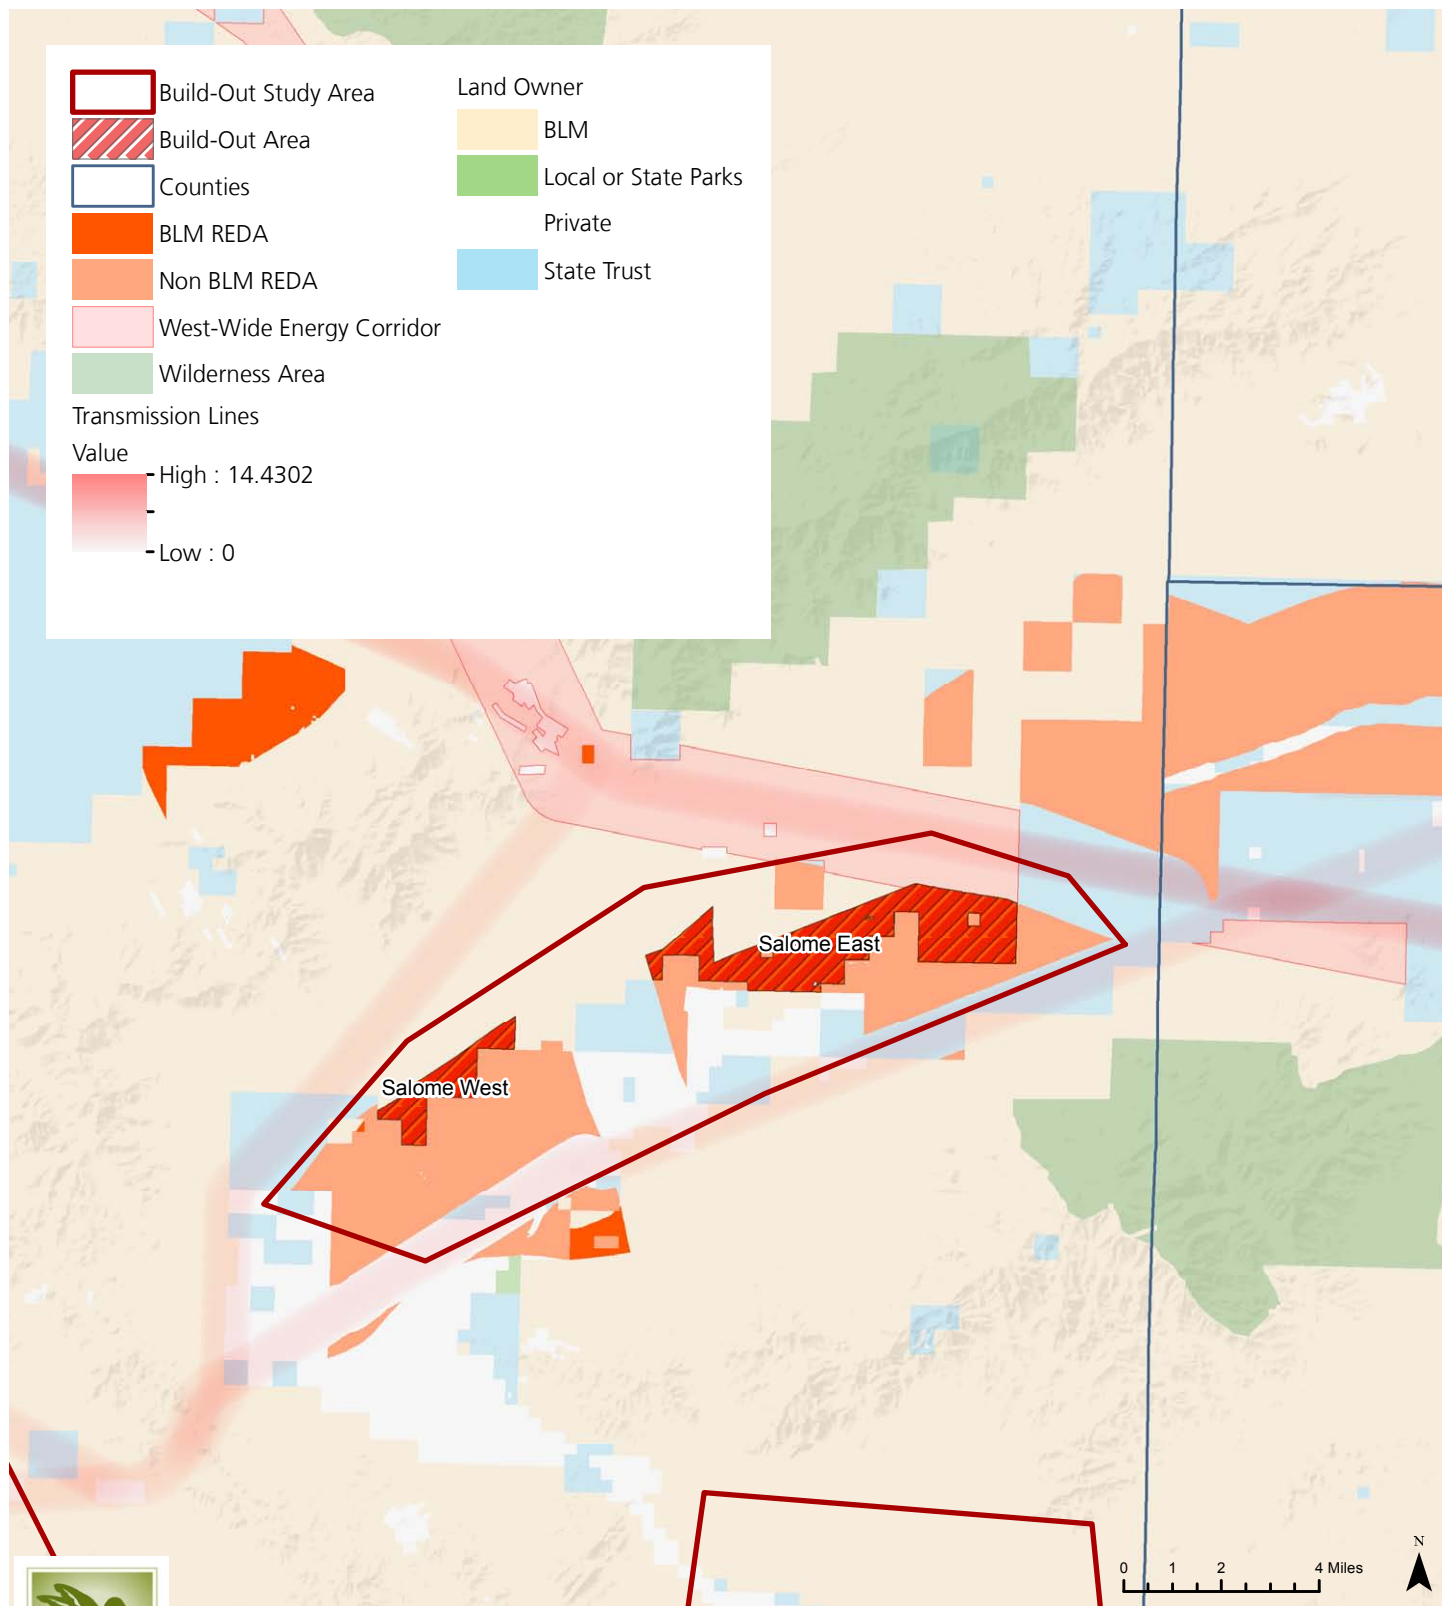 Build-Out Study Area
Build-Out Area
Counties
BLM REDA
Non BLM REDA
West-Wide Energy Corridor
Wilderness Area
Transmission Lines
Value
High : 14.4302
Low : 0
Land Owner
BLM
Local or State Parks
Private
State Trust
Salome East
Salome West
N
0 1 2 4 Miles